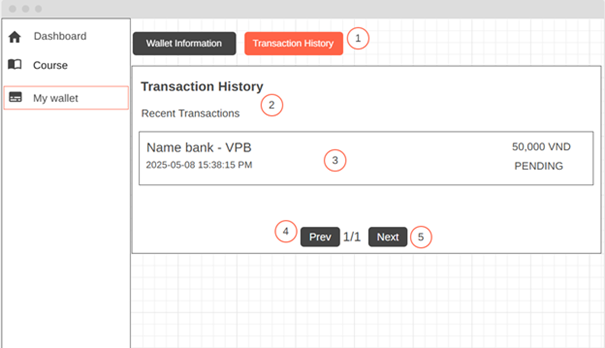 Dashboard
Course
My wallet
Wallet Information
Transaction History
1
Transaction History
Recent Transactions
2
Name bank - VPB
50,000 VND
3
2025-05-08 15:38:15 PM
PENDING
4
Prev
1/1
Next
5